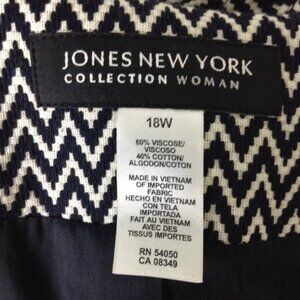 JONES NEW YORK
COLLECTION WOMAN
18W
60% VISCOSE/
VISCOSO
40% COTTON/
ALGODON/COTON
MADE IN VIETNAM
OF IMPORTED
FABRIC
HECHO EN VIETNAM
CON TELA
IMPORTADA
FAIT AU VIETNAM
AVEC DES
TISSUS IMPORTES
RN 54050
CA 08349